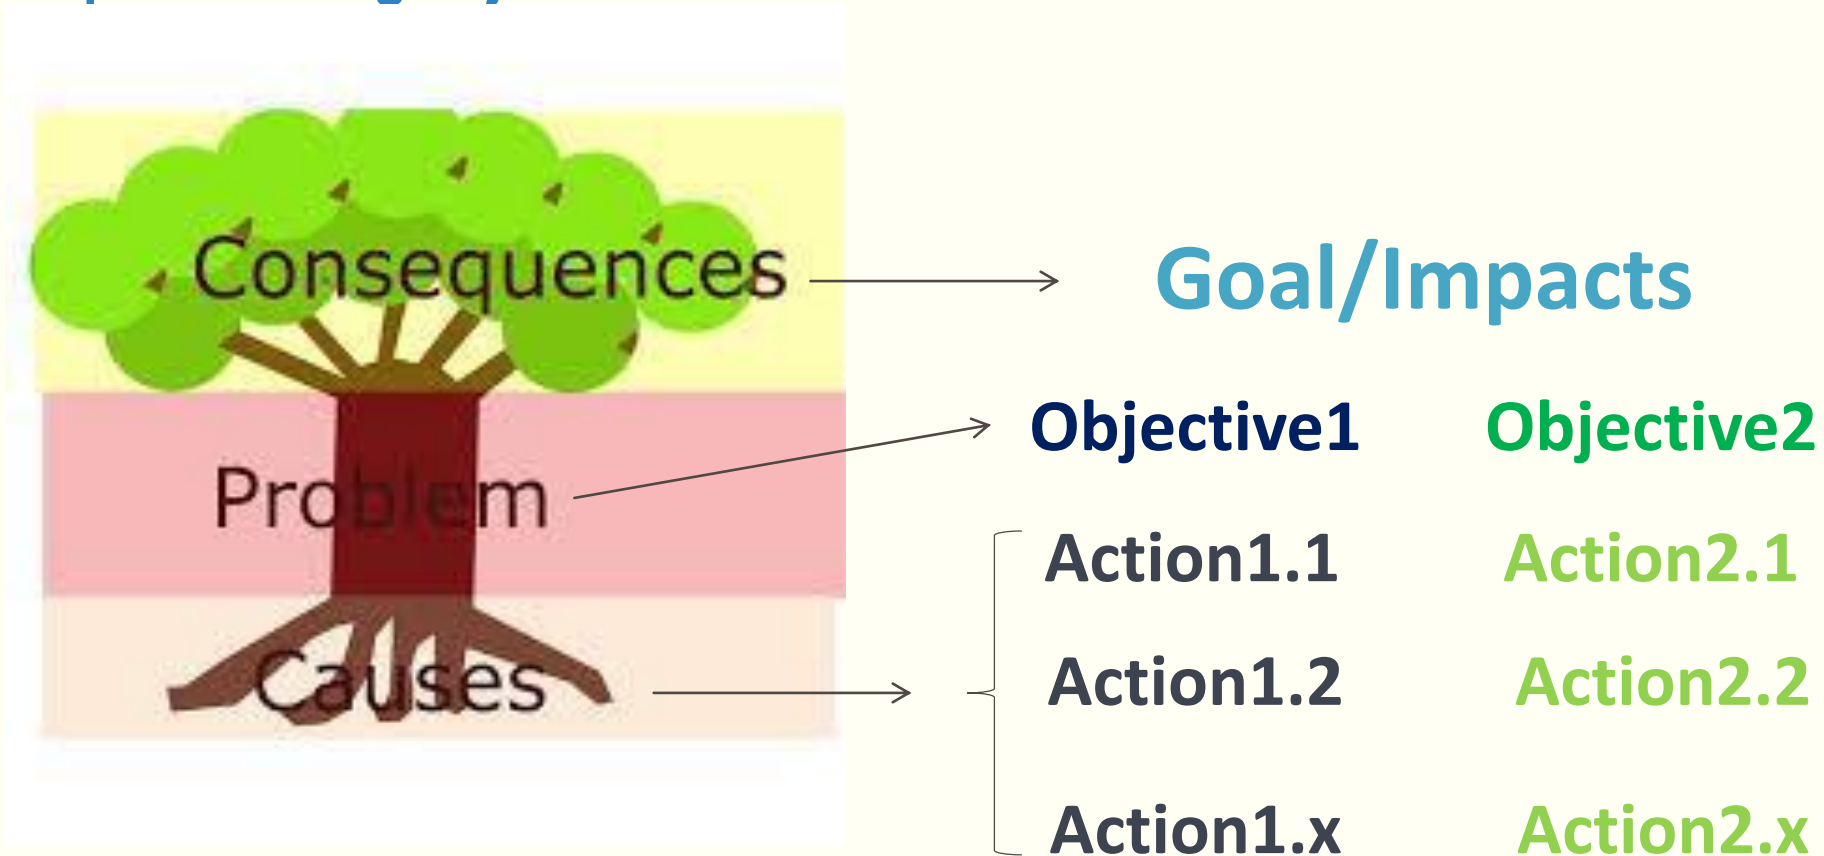 Consequences
Goal/Impacts
Problem
Objective1 Objective2
Causes
Action1.1 Action2.1
Action1.2 Action2.2
Action1.x Action2.x